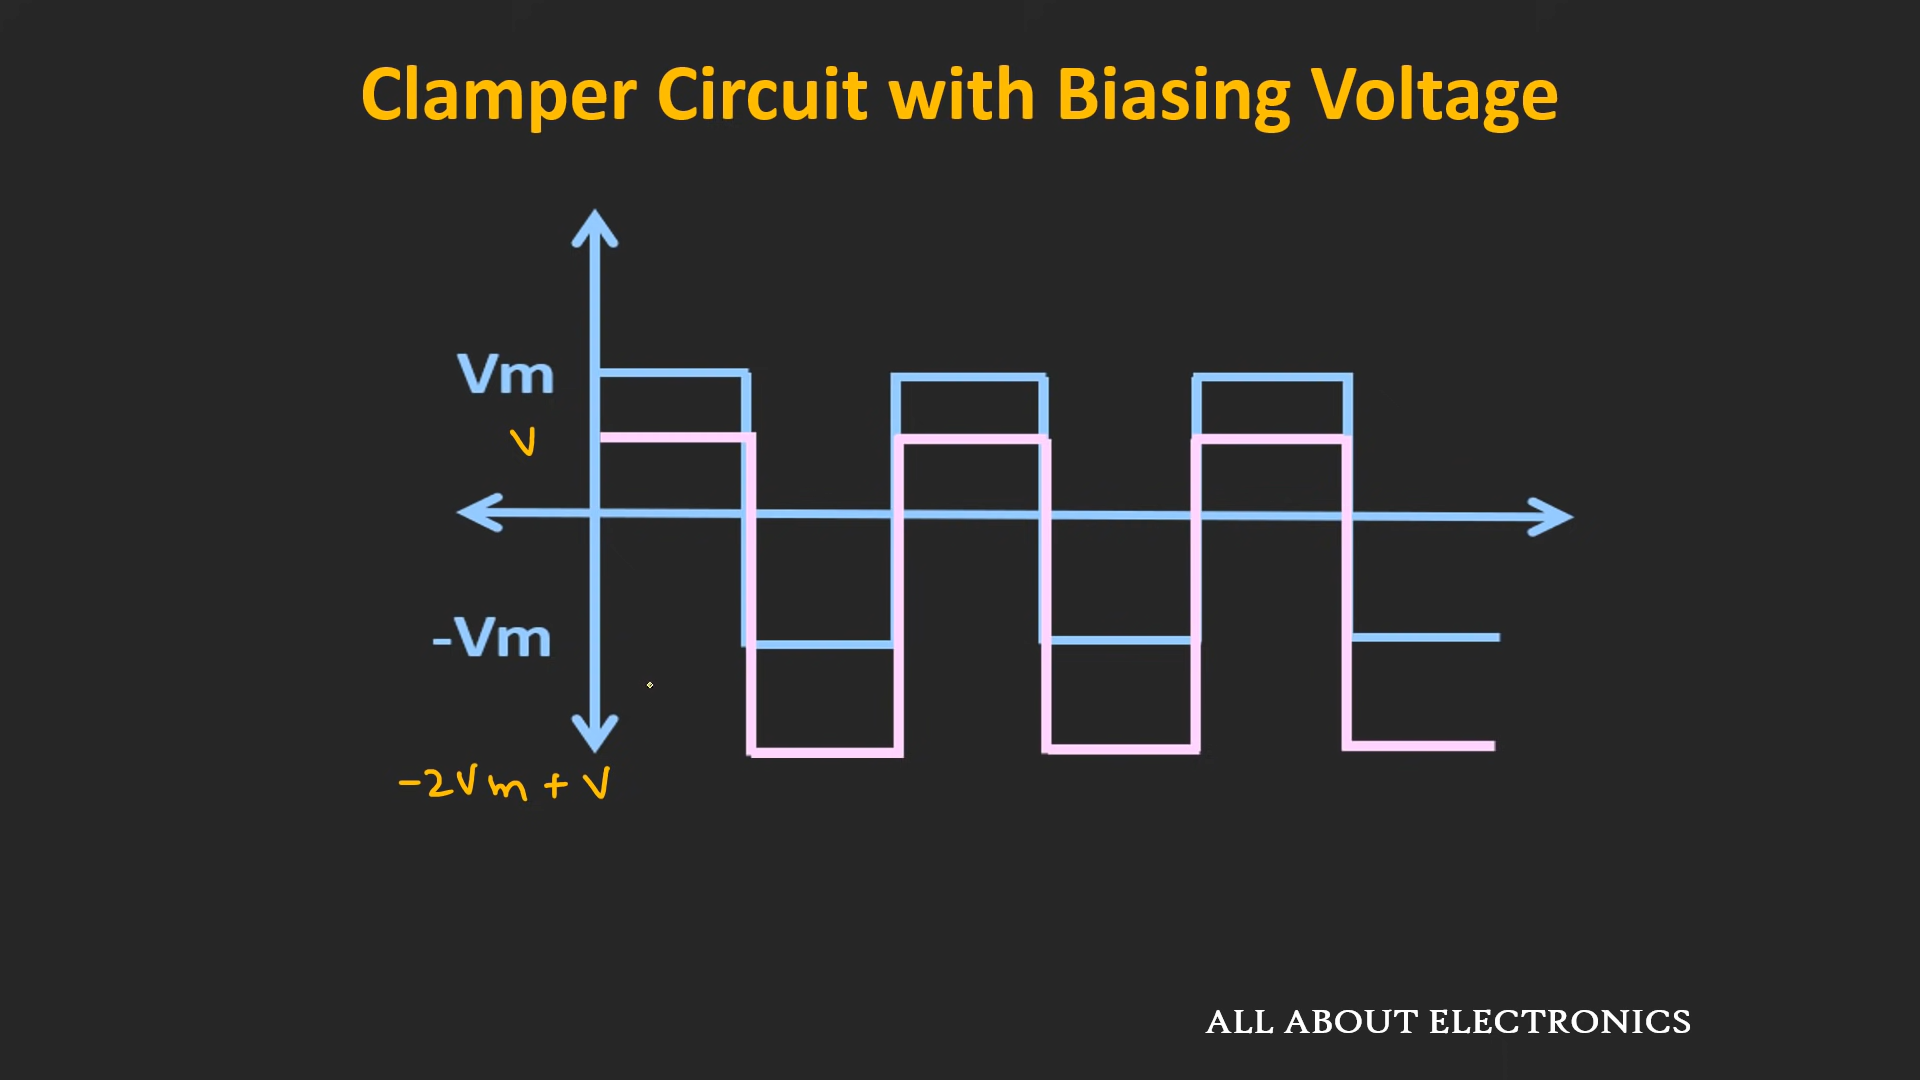 Clamper Circuit with Biasing Voltage
Vm
V
-Vm
-2Vm + V
ALL ABOUT ELECTRONICS